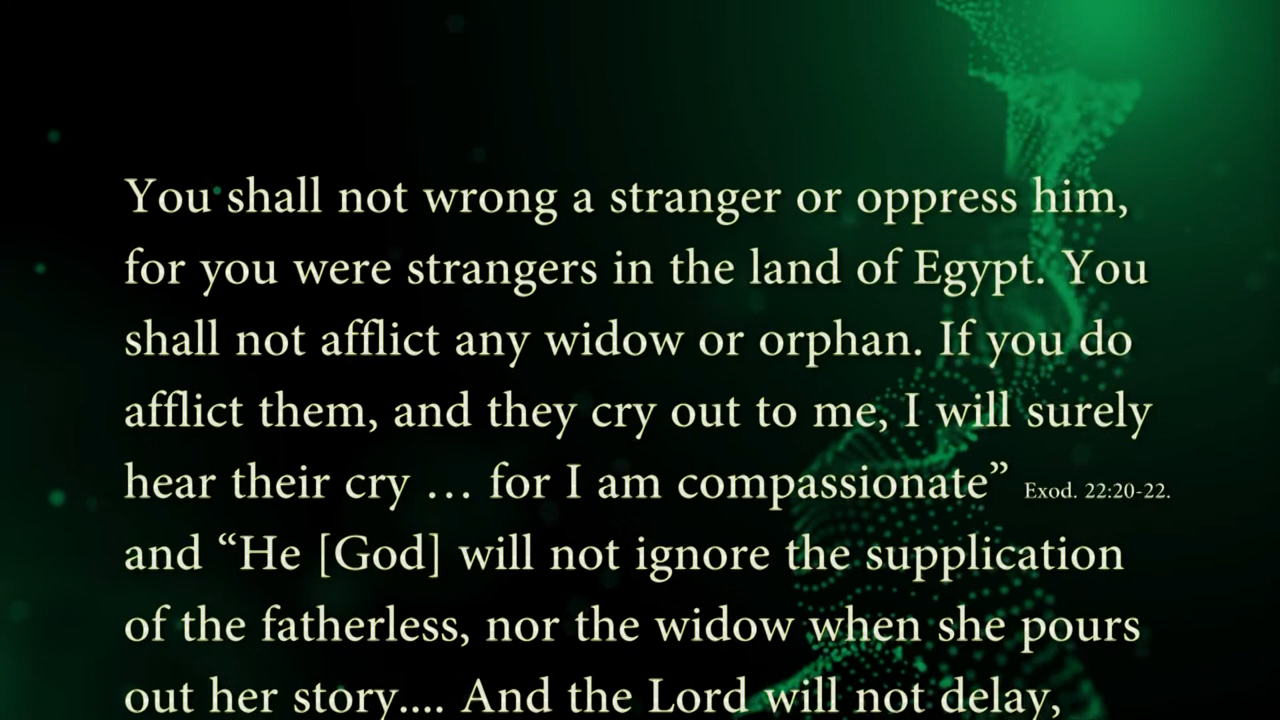 You shall not wrong a stranger or oppress him,
for you were strangers in the land of Egypt. You
shall not afflict any widow or orphan. If you do
afflict them, and they cry out to me, I will surely
hear their cry … for I am compassionate” Exod. 22:20-22.
and “He [God] will not ignore the supplication
of the fatherless, nor the widow when she pours
out her story.... And the Lord will not delay,